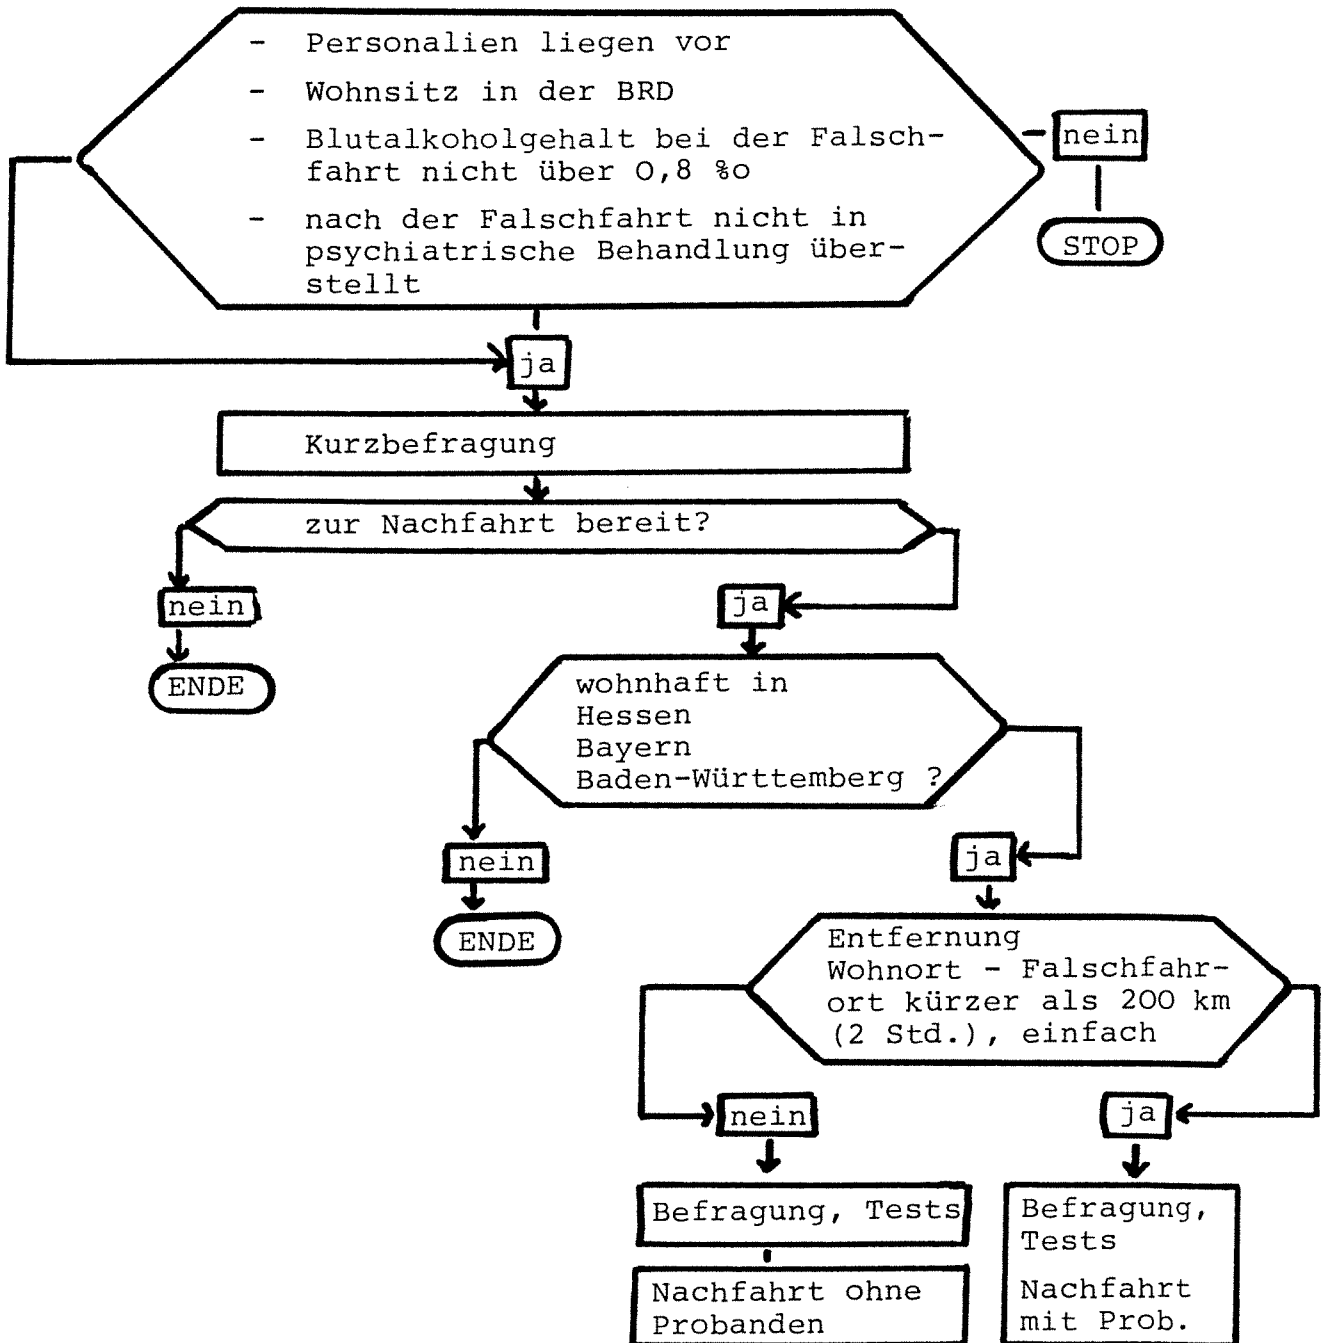 - Personalien liegen vor
- Wohnsitz in der BRD
- Blutalkoholgehalt bei der Falsch-
fahrt nicht über 0,8 %o
- nach der Falschfahrt nicht in
psychiatrische Behandlung über-
stellt
nein
STOP
ja
Kurzbefragung
zur Nachfahrt bereit?
nein
ENDE
ja
wohnhaft in
Hessen
Bayern
Baden-Württemberg ?
nein
ENDE
ja
Entfernung
Wohnort - Falschfahr-
ort kürzer als 200 km
(2 Std.), einfach
nein
ja
Befragung, Tests
Nachfahrt ohne
Probanden
Befragung,
Tests
Nachfahrt
mit Prob.